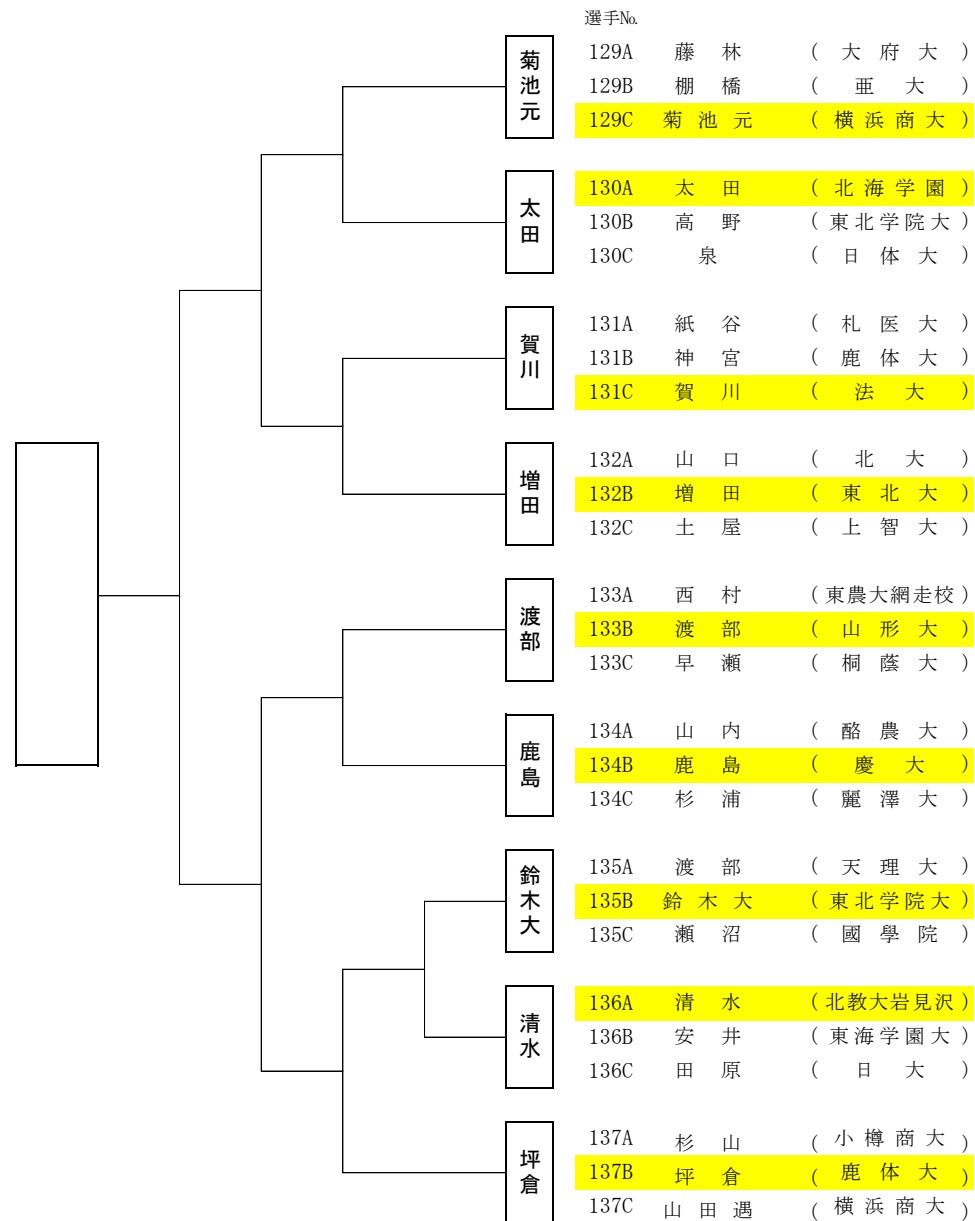 選手No.
菊池元
129A 藤林 (大府大)
129B 棚橋 (亜大)
129C 菊池元 (横浜商大)
太田
130A 太田 (北海学園)
130B 高野 (東北学院大)
130C 泉 (日体大)
賀川
131A 紙谷 (札医大)
131B 神宮 (鹿体大)
131C 賀川 (法大)
増田
132A 山口 (北大)
132B 増田 (東北大)
132C 土屋 (上智大)
渡部
133A 西村 (東農大網走校)
133B 渡部 (山形大)
133C 早瀬 (桐蔭大)
鹿島
134A 山内 (酪農大)
134B 鹿島 (慶大)
134C 杉浦 (麗澤大)
鈴木大
135A 渡部 (天理大)
135B 鈴木大 (東北学院大)
135C 瀬沼 (國學院)
清水
136A 清水 (北教大岩見沢)
136B 安井 (東海学園大)
136C 田原 (日大)
坪倉
137A 杉山 (小樽商大)
137B 坪倉 (鹿体大)
137C 山田遇 (横浜商大)